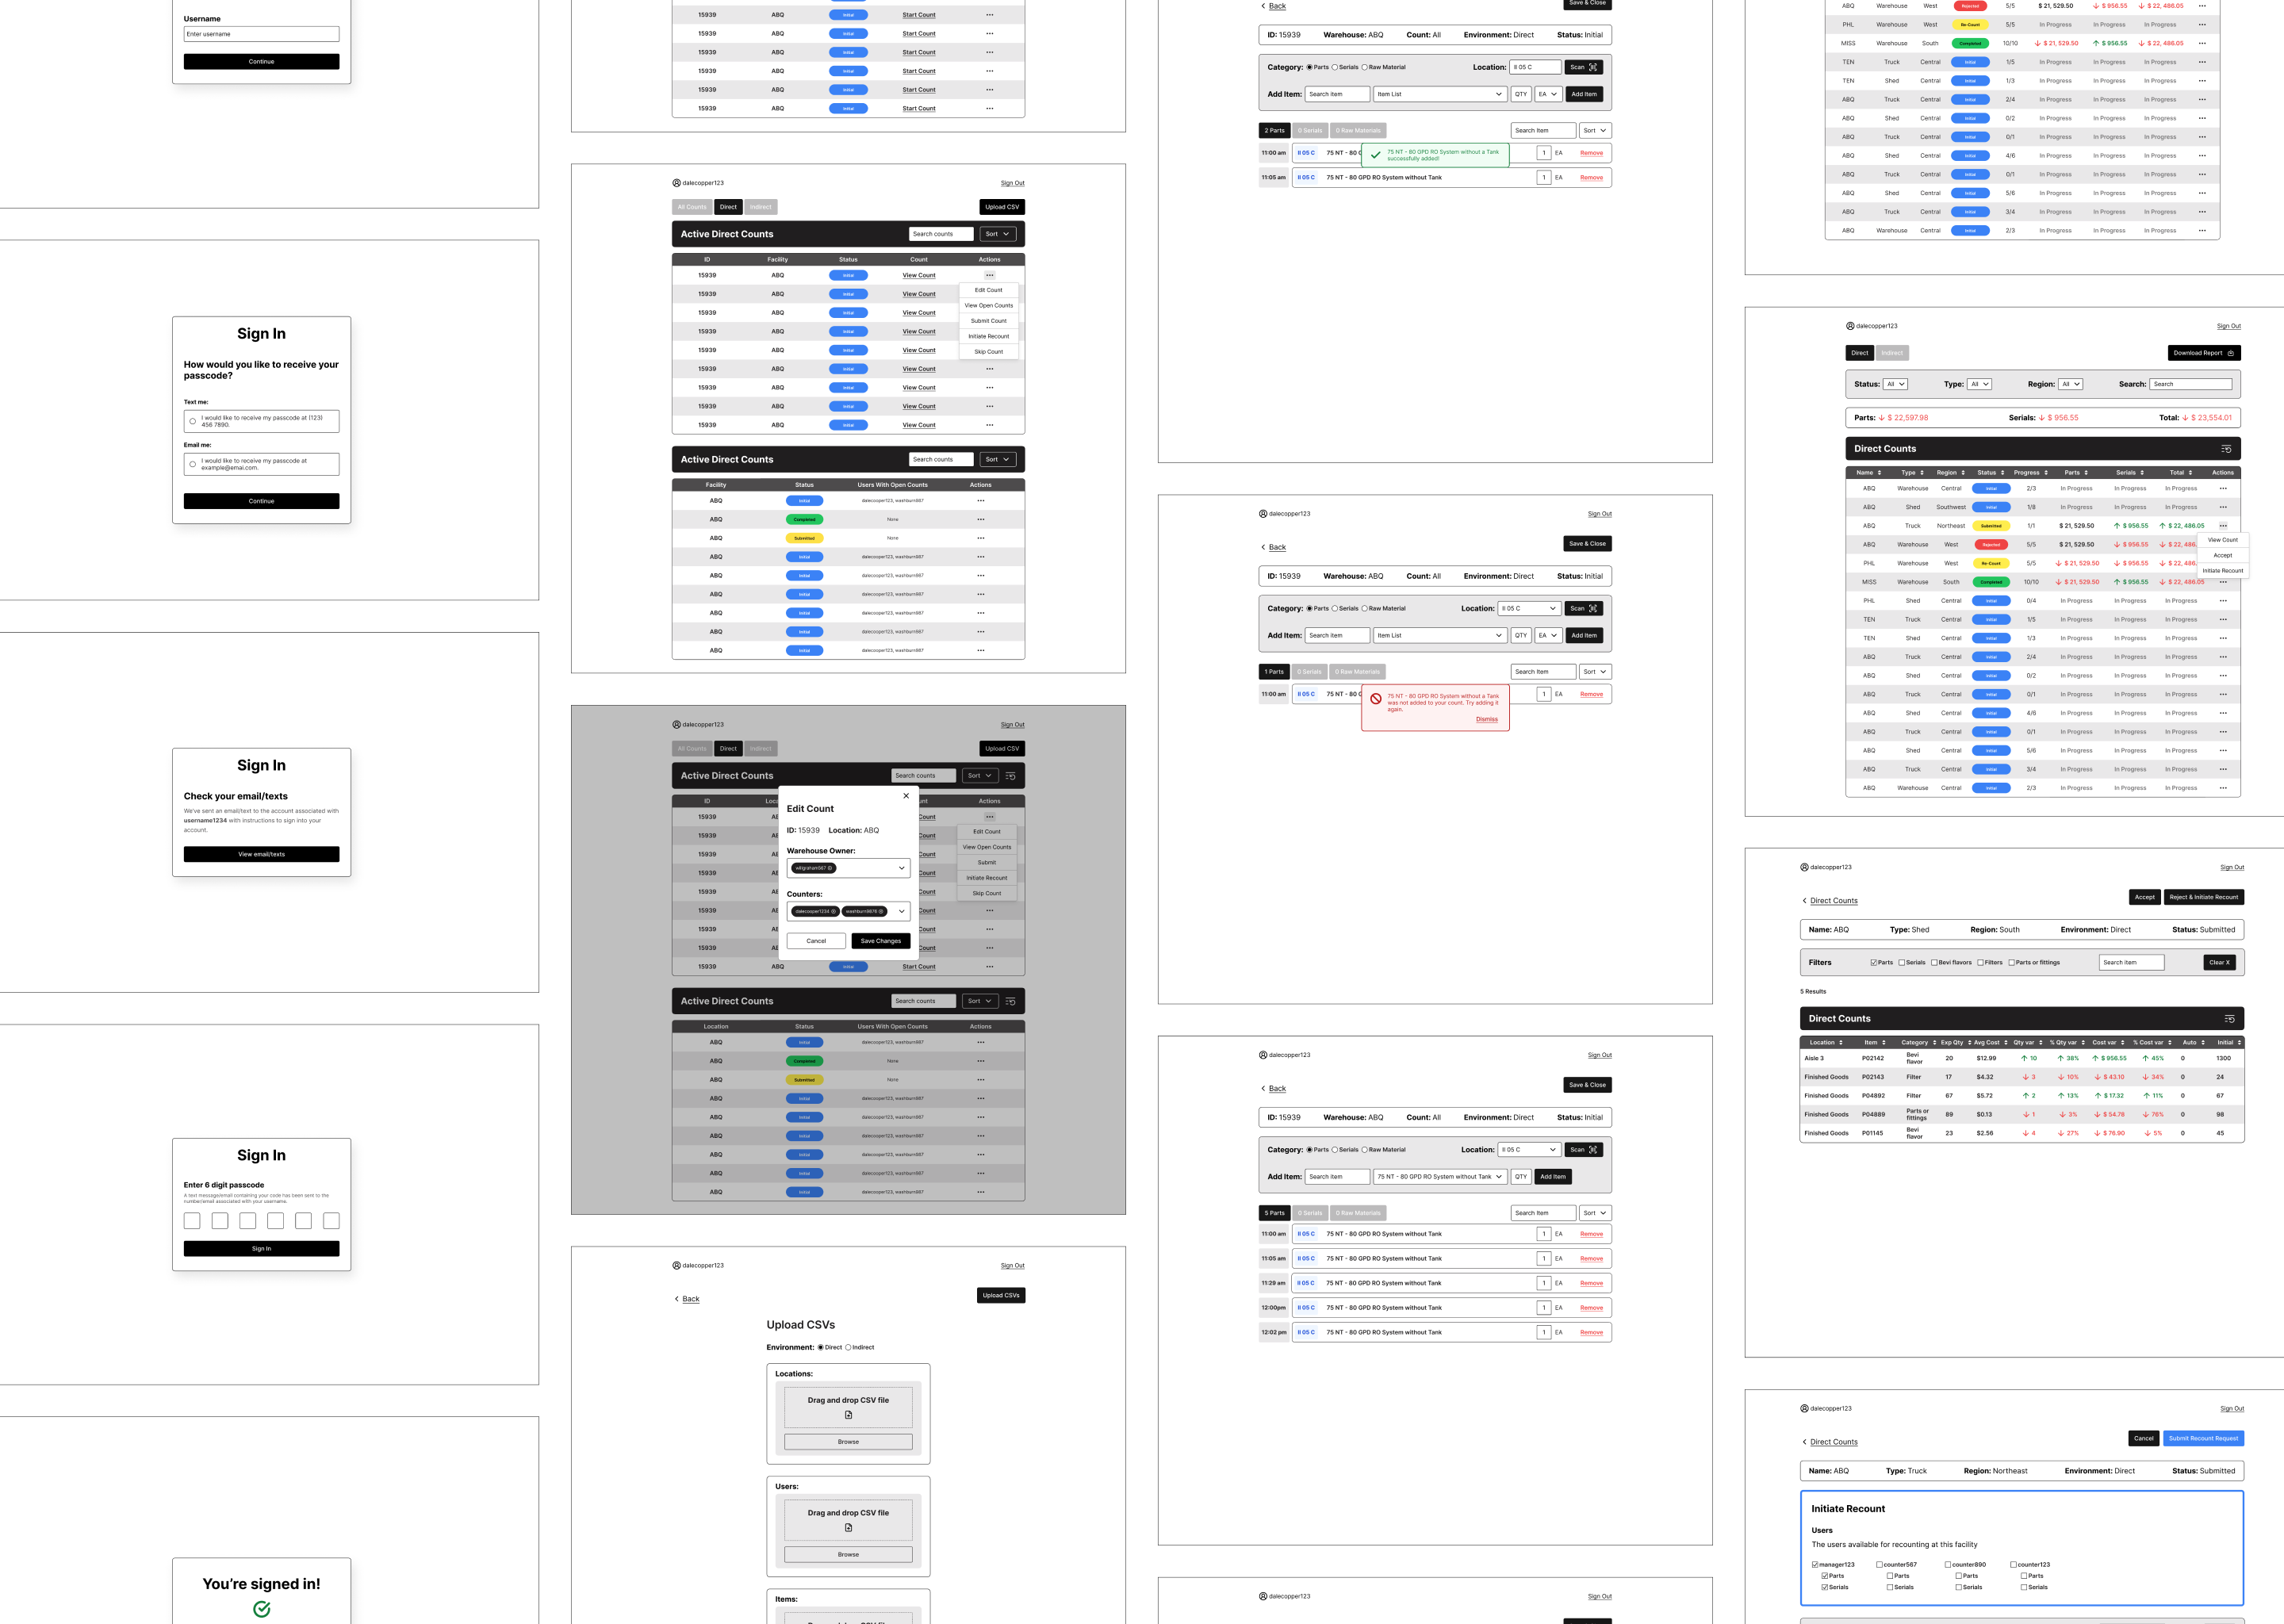 Username
Enter username
Continue
Sign In
How would you like to receive your
passcode?
Text me:
I would like to receive my passcode at (123)
456 7890.
Email me:
I would like to receive my passcode at
example@emai.com.
Continue
Sign In
Check your email/texts
We've sent an email/text to the account associated with
username1234 with instructions to sign into your
account.
View email/texts
Sign In
Enter 6 digit passcode
A text message/email containing your code has been sent to the
number/email associated with your username.
Sign In
You're signed in!
15939 ABQ Initial Start Count
15939 ABQ Initial Start Count
15939 ABQ Initial Start Count
15939 ABQ Initial Start Count
15939 ABQ Initial Start Count
15939 ABQ Initial Start Count
dalecopper123 Sign Out
All Counts Direct Indirect Upload CSV
Active Direct Counts Search counts Sort
ID Facility Status Count Actions
15939 ABQ Initial View Count
15939 ABQ Initial View Count Edit Count
15939 ABQ Initial View Count View Open Counts
15939 ABQ Initial View Count Submit Count
15939 ABQ Initial View Count Initiate Recount
Skip Count
15939 ABQ Initial View Count
15939 ABQ Initial View Count
15939 ABQ Initial View Count
15939 ABQ Initial View Count
Active Direct Counts Search counts Sort
Facility Status Users With Open Counts Actions
ABQ Initial dalecooper123, washburn987
ABQ Completed None
ABQ Submitted None
ABQ Initial dalecooper123, washburn987
ABQ Initial dalecooper123, washburn987
ABQ Initial dalecooper123, washburn987
ABQ Initial dalecooper123, washburn987
ABQ Initial dalecooper123, washburn987
ABQ Initial dalecooper123, washburn987
dalecopper123 Sign Out
All Counts Direct Indirect Upload CSV
Active Direct Counts Search counts Sort
ID Loca unt Actions
15939 AB Count
15939 AB Count Edit Count
15939 AB Count View Open Counts
15939 AB Count Submit
15939 AB Count Initiate Recount
Skip Count
15939 AB Count
15939 AB Count
15939 AB Count
15939 ABQ Initial Start Count
Edit Count
ID: 15939 Location: ABQ
Warehouse Owner:
Counters:
dalecooper1234 washburn9876
Cancel Save Changes
Active Direct Counts Search counts Sort
Location Status Users With Open Counts Actions
ABQ Initial dalecooper123, washburn987
ABQ Completed None
ABQ Submitted None
ABQ Initial dalecooper123, washburn987
ABQ Initial dalecooper123, washburn987
ABQ Initial dalecooper123, washburn987
ABQ Initial dalecooper123, washburn987
ABQ Initial dalecooper123, washburn987
ABQ Initial dalecooper123, washburn987
dalecopper123 Sign Out
Back Upload CSVs
Upload CSVs
Environment: Direct Indirect
Locations:
Drag and drop CSV file
Browse
Users:
Drag and drop CSV file
Browse
Items:
Back Save & Close
ID: 15939 Warehouse: ABQ Count: All Environment: Direct Status: Initial
Category: Parts Serials Raw Material Location: II 05 C Scan
Add Item: Search item Item List QTY EA Add Item
2 Parts 0 Serials 0 Raw Materials Search Item Sort
11:00 am II 05 C 75 NT - 80 G 1 EA Remove
75 NT - 80 GPD RO System without a Tank
successfully added!
11:05 am II 05 C 75 NT - 80 GPD RO System without Tank 1 EA Remove
dalecopper123 Sign Out
Back Save & Close
ID: 15939 Warehouse: ABQ Count: All Environment: Direct Status: Initial
Category: Parts Serials Raw Material Location: II 05 C Scan
Add Item: Search item Item List QTY EA Add Item
1 Parts 0 Serials 0 Raw Materials Search Item Sort
11:00 am II 05 C 75 NT - 80 G 1 EA Remove
75 NT - 80 GPD RO System without a Tank
was not added to your count. Try adding it
again.
Dismiss
dalecopper123 Sign Out
Back Save & Close
ID: 15939 Warehouse: ABQ Count: All Environment: Direct Status: Initial
Category: Parts Serials Raw Material Location: II 05 C Scan
Add Item: Search item 75 NT - 80 GPD RO System without Tank QTY Add Item
5 Parts 0 Serials 0 Raw Materials Search Item Sort
11:00 am II 05 C 75 NT - 80 GPD RO System without Tank 1 EA Remove
11:05 am II 05 C 75 NT - 80 GPD RO System without Tank 1 EA Remove
11:29 am II 05 C 75 NT - 80 GPD RO System without Tank 1 EA Remove
12:00pm II 05 C 75 NT - 80 GPD RO System without Tank 1 EA Remove
12:02 pm II 05 C 75 NT - 80 GPD RO System without Tank 1 EA Remove
dalecopper123 Sign Out
ABQ Warehouse West Rejected 5/5 $ 21, 529.50 ↓ $ 956.55 ↓ $ 22, 486.05
PHL Warehouse West Re-Count 5/5 In Progress In Progress In Progress
MISS Warehouse South Completed 10/10 ↓ $ 21, 529.50 ↑ $ 956.55 ↓ $ 22, 486.05
TEN Truck Central Initial 1/5 In Progress In Progress In Progress
TEN Shed Central Initial 1/3 In Progress In Progress In Progress
ABQ Truck Central Initial 2/4 In Progress In Progress In Progress
ABQ Shed Central Initial 0/2 In Progress In Progress In Progress
ABQ Truck Central Initial 0/1 In Progress In Progress In Progress
ABQ Shed Central Initial 4/6 In Progress In Progress In Progress
ABQ Truck Central Initial 0/1 In Progress In Progress In Progress
ABQ Shed Central Initial 5/6 In Progress In Progress In Progress
ABQ Truck Central Initial 3/4 In Progress In Progress In Progress
ABQ Warehouse Central Initial 2/3 In Progress In Progress In Progress
dalecopper123 Sign Out
Direct Indirect Download Report
Status: All Type: All Region: All Search: Search
Parts: ↓ $ 22,597.98 Serials: ↓ $ 956.55 Total: ↓ $ 23,554.01
Direct Counts
Name Type Region Status Progress Parts Serials Total Actions
ABQ Warehouse Central Initial 2/3 In Progress In Progress In Progress
ABQ Shed Southwest Initial 1/8 In Progress In Progress In Progress
ABQ Truck Northeast Submitted 1/1 $ 21, 529.50 ↑ $ 956.55 ↑ $ 22, 486.05
ABQ Warehouse West Rejected 5/5 $ 21, 529.50 ↓ $ 956.55 ↓ $ 22, 486. View Count
Accept
PHL Warehouse West Re-Count 5/5 ↓ $ 21, 529.50 ↓ $ 956.55 ↓ $ 22, 486. Initiate Recount
MISS Warehouse South Completed 10/10 ↓ $ 21, 529.50 ↑ $ 956.55 ↓ $ 22, 486.05
PHL Shed Central Initial 0/4 In Progress In Progress In Progress
TEN Truck Central Initial 1/5 In Progress In Progress In Progress
TEN Shed Central Initial 1/3 In Progress In Progress In Progress
ABQ Truck Central Initial 2/4 In Progress In Progress In Progress
ABQ Shed Central Initial 0/2 In Progress In Progress In Progress
ABQ Truck Central Initial 0/1 In Progress In Progress In Progress
ABQ Shed Central Initial 4/6 In Progress In Progress In Progress
ABQ Truck Central Initial 0/1 In Progress In Progress In Progress
ABQ Shed Central Initial 5/6 In Progress In Progress In Progress
ABQ Truck Central Initial 3/4 In Progress In Progress In Progress
ABQ Warehouse Central Initial 2/3 In Progress In Progress In Progress
dalecopper123 Sign Out
Direct Counts Accept Reject & Initiate Recount
Name: ABQ Type: Shed Region: South Environment: Direct Status: Submitted
Filters Parts Serials Bevi flavors Filters Parts or fittings Search item Clear X
5 Results
Direct Counts
Location Item Category Exp Qty Avg Cost Qty var % Qty var Cost var % Cost var Auto Initial
Aisle 3 P02142 Bevi flavor 20 $12.99 ↑ 10 ↑ 38% ↑ $ 956.55 ↑ 45% 0 1300
Finished Goods P02143 Filter 17 $4.32 ↓ 3 ↓ 10% ↓ $ 43.10 ↓ 34% 0 24
Finished Goods P04892 Filter 67 $5.72 ↑ 2 ↑ 13% ↑ $ 17.32 ↑ 11% 0 67
Finished Goods P04889 Parts or fittings 89 $0.13 ↓ 1 ↓ 3% ↓ $ 54.78 ↓ 76% 0 98
Finished Goods P01145 Bevi flavor 23 $2.56 ↓ 4 ↓ 27% ↓ $ 76.90 ↓ 5% 0 45
dalecopper123 Sign Out
Direct Counts Cancel Submit Recount Request
Name: ABQ Type: Truck Region: Northeast Environment: Direct Status: Submitted
Initiate Recount
Users
The users available for recounting at this facility
manager123 counter567 counter890 counter123
Parts Parts Parts Parts
Serials Serials Serials Serials